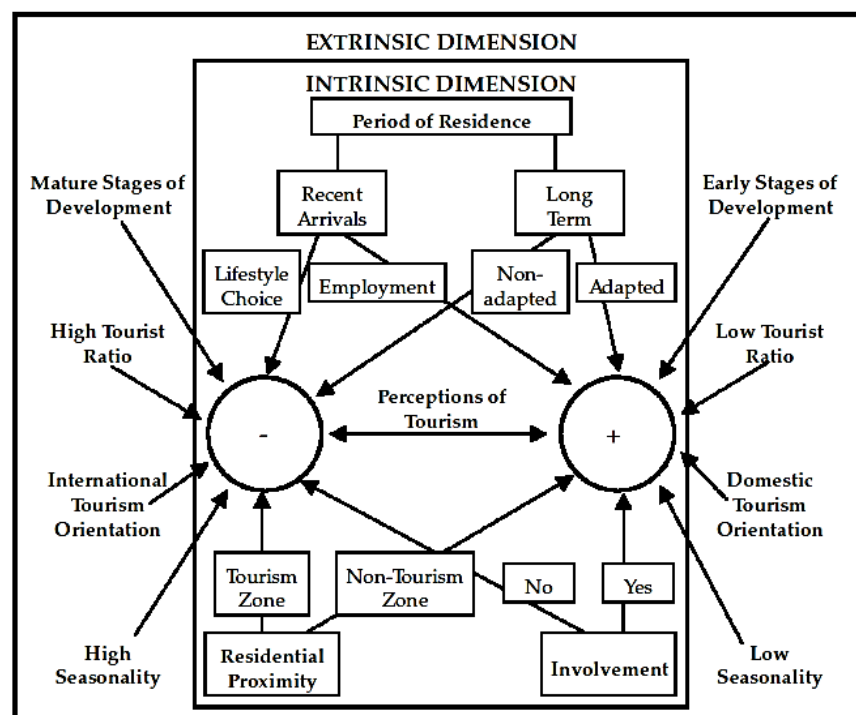 EXTRINSIC DIMENSION
INTRINSIC DIMENSION
Period of Residence
Mature Stages of
Development
Recent
Arrivals
Long
Term
Early Stages of
Development
Lifestyle
Choice
Employment
Non-
adapted
Adapted
High Tourist
Ratio
Low Tourist
Ratio
Perceptions of
Tourism
-
+
International
Tourism
Orientation
Domestic
Tourism
Orientation
Tourism
Zone
Non-Tourism
Zone
No
Yes
High
Seasonality
Residential
Proximity
Involvement
Low
Seasonality